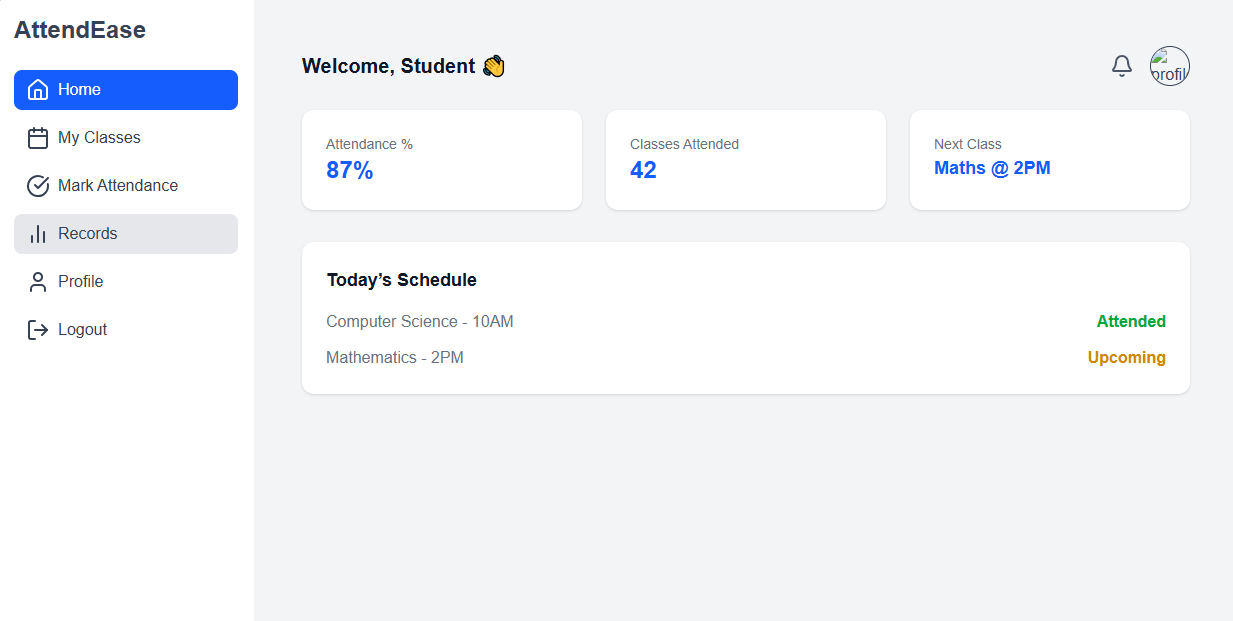 AttendEase
Home
My Classes
Mark Attendance
Records
Profile
Logout
Welcome, Student 👋
profil
Attendance %
87%
Classes Attended
42
Next Class
Maths @ 2PM
Today’s Schedule
Computer Science - 10AM
Attended
Mathematics - 2PM
Upcoming